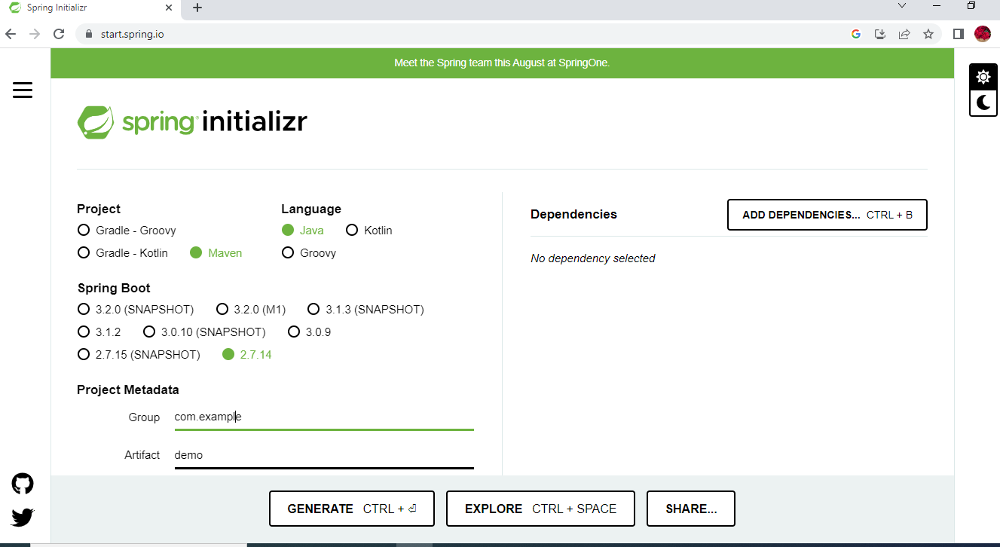 Spring Initializr
start.spring.io
Meet the Spring team this August at SpringOne.
spring initializr
Project
Gradle - Groovy
Gradle - Kotlin Maven
Language
Java Kotlin
Groovy
Spring Boot
3.2.0 (SNAPSHOT) 3.2.0 (M1) 3.1.3 (SNAPSHOT)
3.1.2 3.0.10 (SNAPSHOT) 3.0.9
2.7.15 (SNAPSHOT) 2.7.14
Project Metadata
Group com.example
Artifact demo
Dependencies
ADD DEPENDENCIES... CTRL + B
No dependency selected
GENERATE CTRL + ⏎
EXPLORE CTRL + SPACE
SHARE...